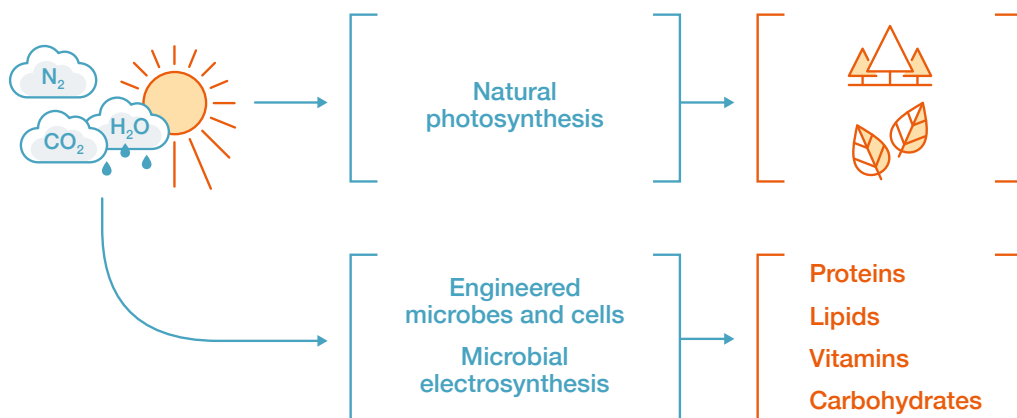 N₂
CO₂
H₂O
Natural
photosynthesis
Engineered
microbes and cells
Microbial
electrosynthesis
Proteins
Lipids
Vitamins
Carbohydrates